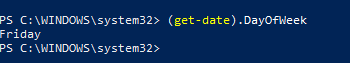 PS C:\WINDOWS\system32> (get-date).DayOfWeek
Friday
PS C:\WINDOWS\system32>